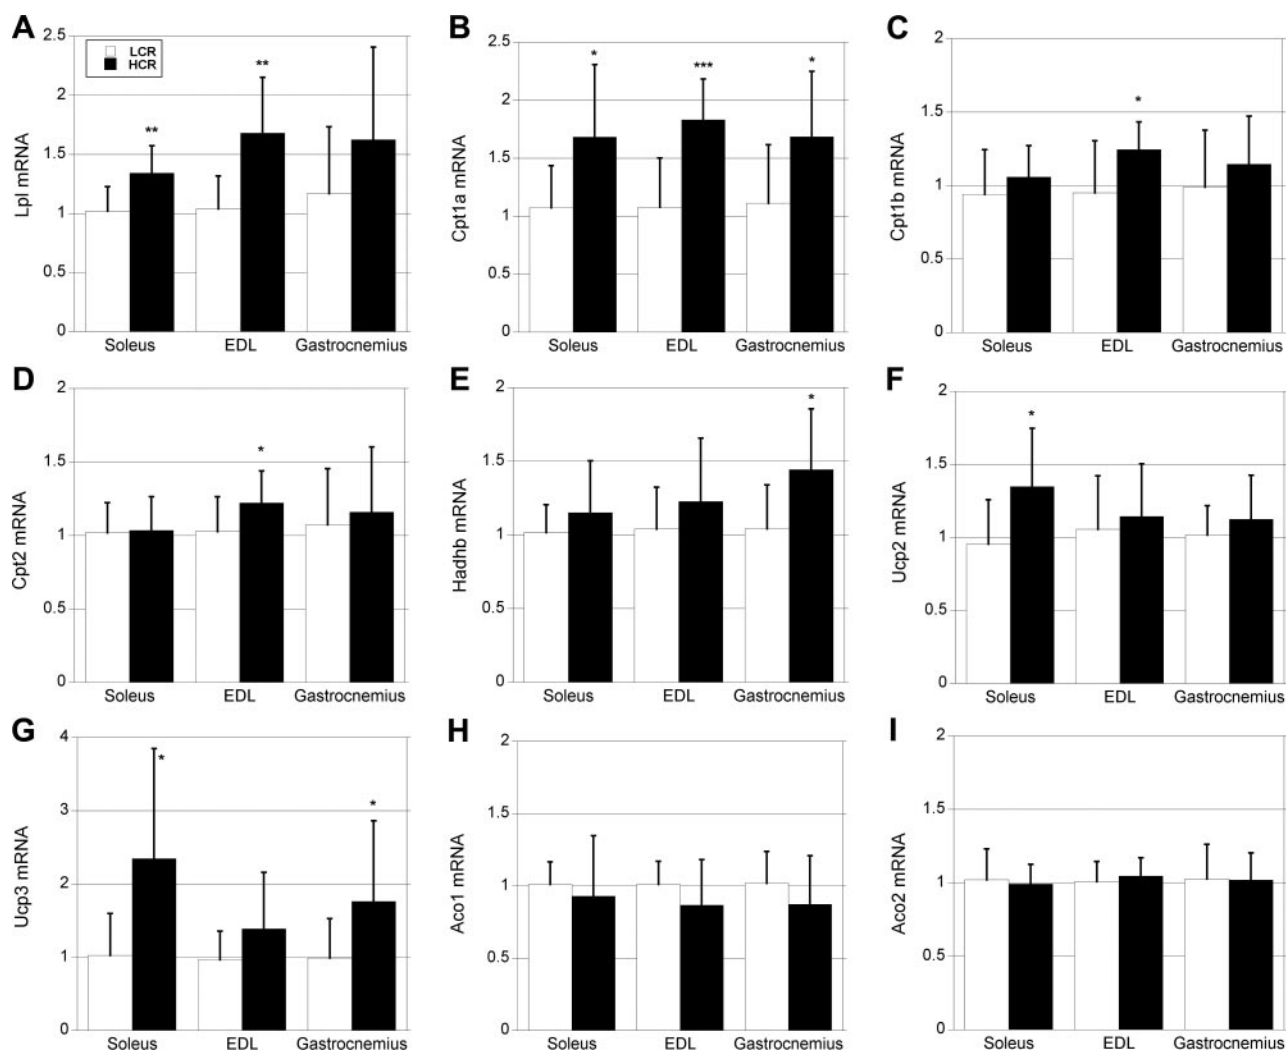 A
Lpl mRNA
2.5
2
1.5
1
0.5
0
LCR
HCR
**
**
Soleus EDL Gastrocnemius
B
Cpt1a mRNA
2.5
2
1.5
1
0.5
0
*
***
*
Soleus EDL Gastrocnemius
C
Cpt1b mRNA
2
1.5
1
0.5
0
*
Soleus EDL Gastrocnemius
D
Cpt2 mRNA
2
1.5
1
0.5
0
*
Soleus EDL Gastrocnemius
E
Hadhb mRNA
2
1.5
1
0.5
0
*
Soleus EDL Gastrocnemius
F
Ucp2 mRNA
2
1.5
1
0.5
0
*
Soleus EDL Gastrocnemius
G
Ucp3 mRNA
4
3
2
1
0
*
*
Soleus EDL Gastrocnemius
H
Aco1 mRNA
2
1.5
1
0.5
0
Soleus EDL Gastrocnemius
I
Aco2 mRNA
2
1.5
1
0.5
0
Soleus EDL Gastrocnemius